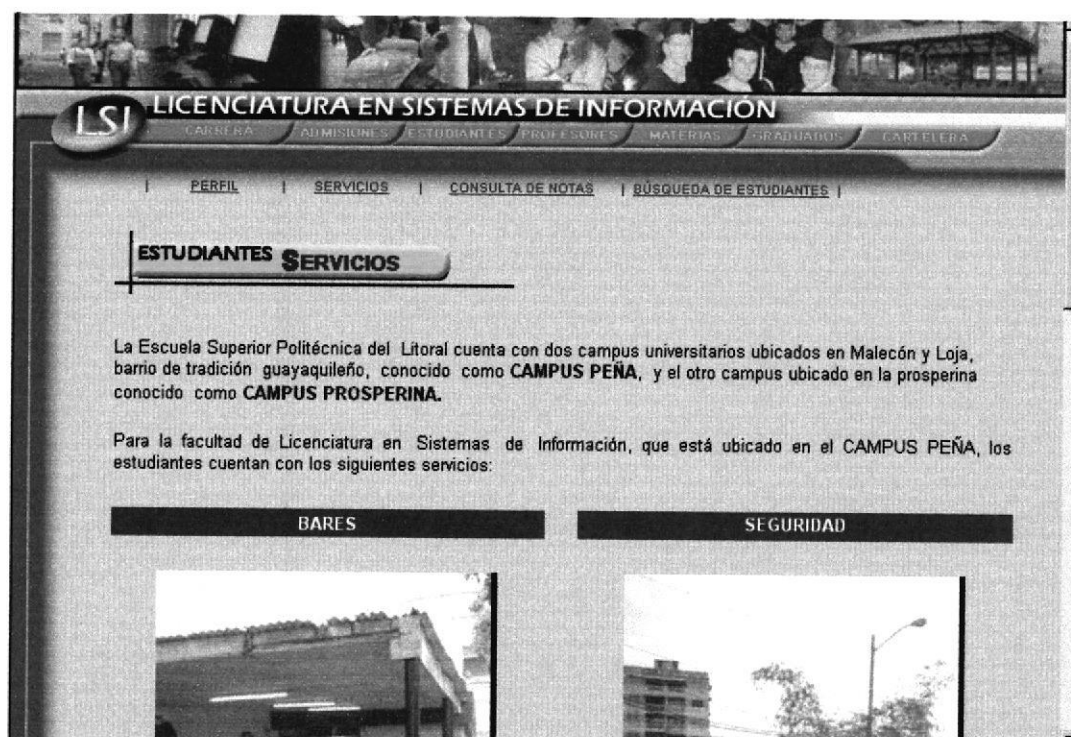 LSI LICENCIATURA EN SISTEMAS DE INFORMACIÓN
CARRERA ADMISIONES ESTUDIANTES PROFESORES MATERIAS GRADUADOS CARTELERA
| PERFIL | SERVICIOS | CONSULTA DE NOTAS | BÚSQUEDA DE ESTUDIANTES |
ESTUDIANTES SERVICIOS
La Escuela Superior Politécnica del Litoral cuenta con dos campus universitarios ubicados en Malecón y Loja,
barrio de tradición guayaquileño, conocido como CAMPUS PEÑA, y el otro campus ubicado en la prosperina
conocido como CAMPUS PROSPERINA.
Para la facultad de Licenciatura en Sistemas de Información, que está ubicado en el CAMPUS PEÑA, los
estudiantes cuentan con los siguientes servicios:
BARES
SEGURIDAD